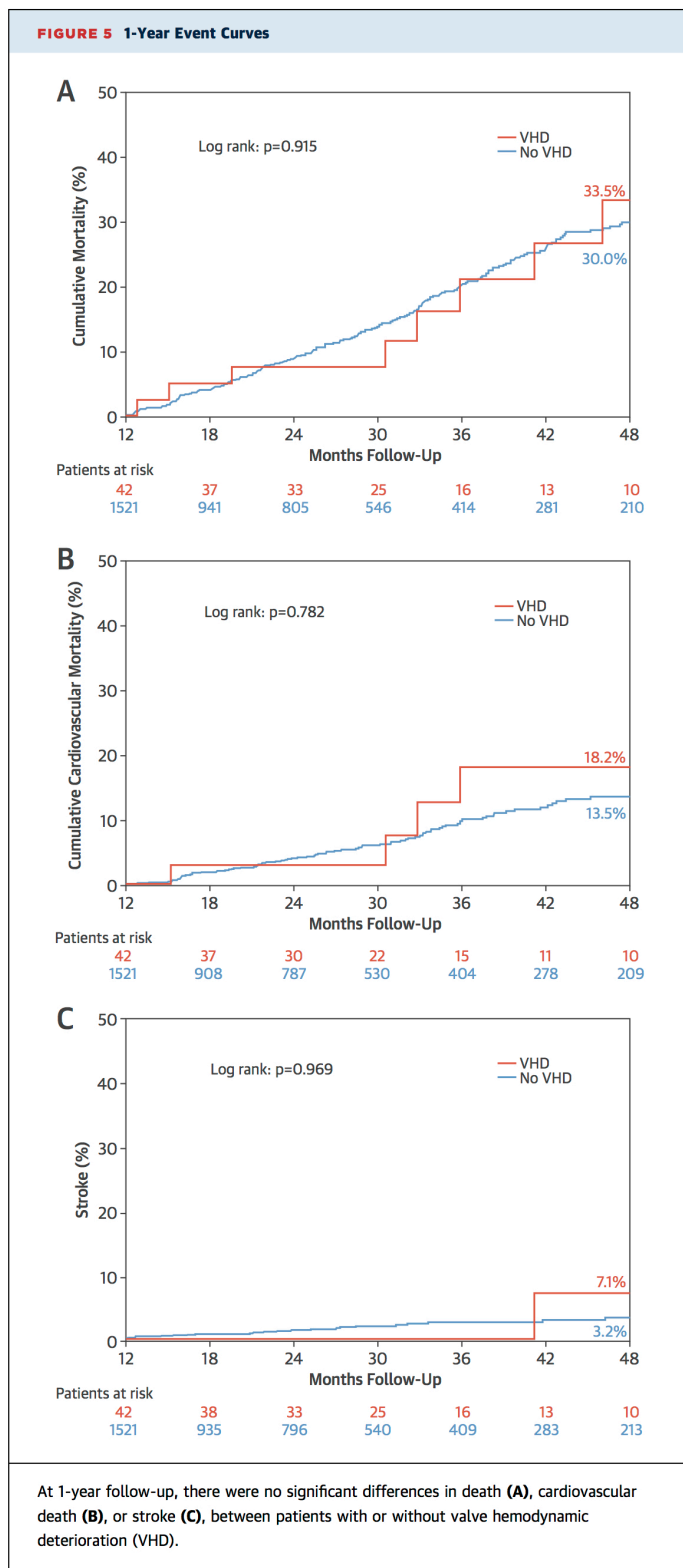 FIGURE 5 1-Year Event Curves
A
50
40
30
20
10
0
Cumulative Mortality (%)
Log rank: p=0.915
VHD
No VHD
33.5%
30.0%
12 18 24 30 36 42 48
Months Follow-Up
Patients at risk
42 37 33 25 16 13 10
1521 941 805 546 414 281 210
B
50
40
30
20
10
0
Cumulative Cardiovascular Mortality (%)
Log rank: p=0.782
VHD
No VHD
18.2%
13.5%
12 18 24 30 36 42 48
Months Follow-Up
Patients at risk
42 37 30 22 15 11 10
1521 908 787 530 404 278 209
C
50
40
30
20
10
0
Stroke (%)
Log rank: p=0.969
VHD
No VHD
7.1%
3.2%
12 18 24 30 36 42 48
Months Follow-Up
Patients at risk
42 38 33 25 16 13 10
1521 935 796 540 409 283 213
At 1-year follow-up, there were no significant differences in death (A), cardiovascular
death (B), or stroke (C), between patients with or without valve hemodynamic
deterioration (VHD).